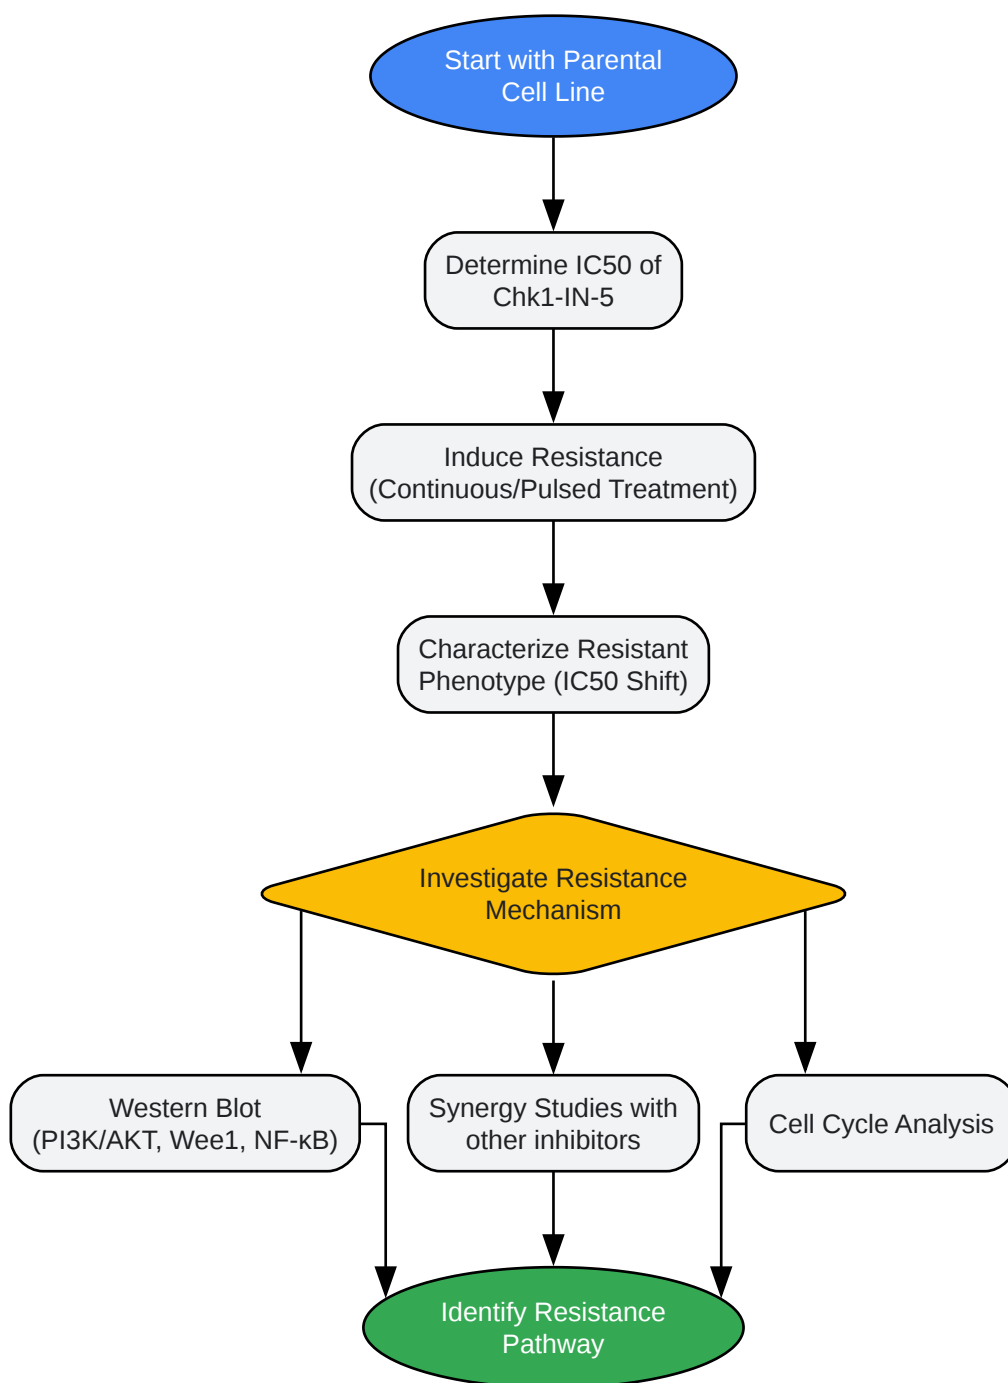 Start with Parental
Cell Line
Determine IC50 of
Chk1-IN-5
Induce Resistance
(Continuous/Pulsed Treatment)
Characterize Resistant
Phenotype (IC50 Shift)
Investigate Resistance
Mechanism
Western Blot
(PI3K/AKT, Wee1, NF-κB)
Synergy Studies with
other inhibitors
Cell Cycle Analysis
Identify Resistance
Pathway